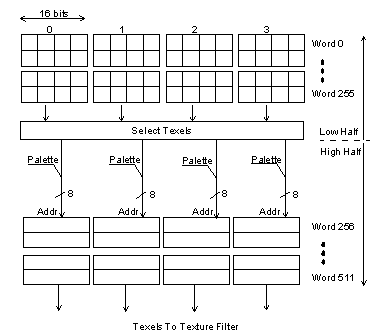 16 bits
0 1 2 3
Word 0
Word 255
Select Texels
Low Half
High Half
Palette Palette Palette Palette
8 8 8 8
Addr Addr Addr Addr
Word 256
Word 511
Texels To Texture Filter